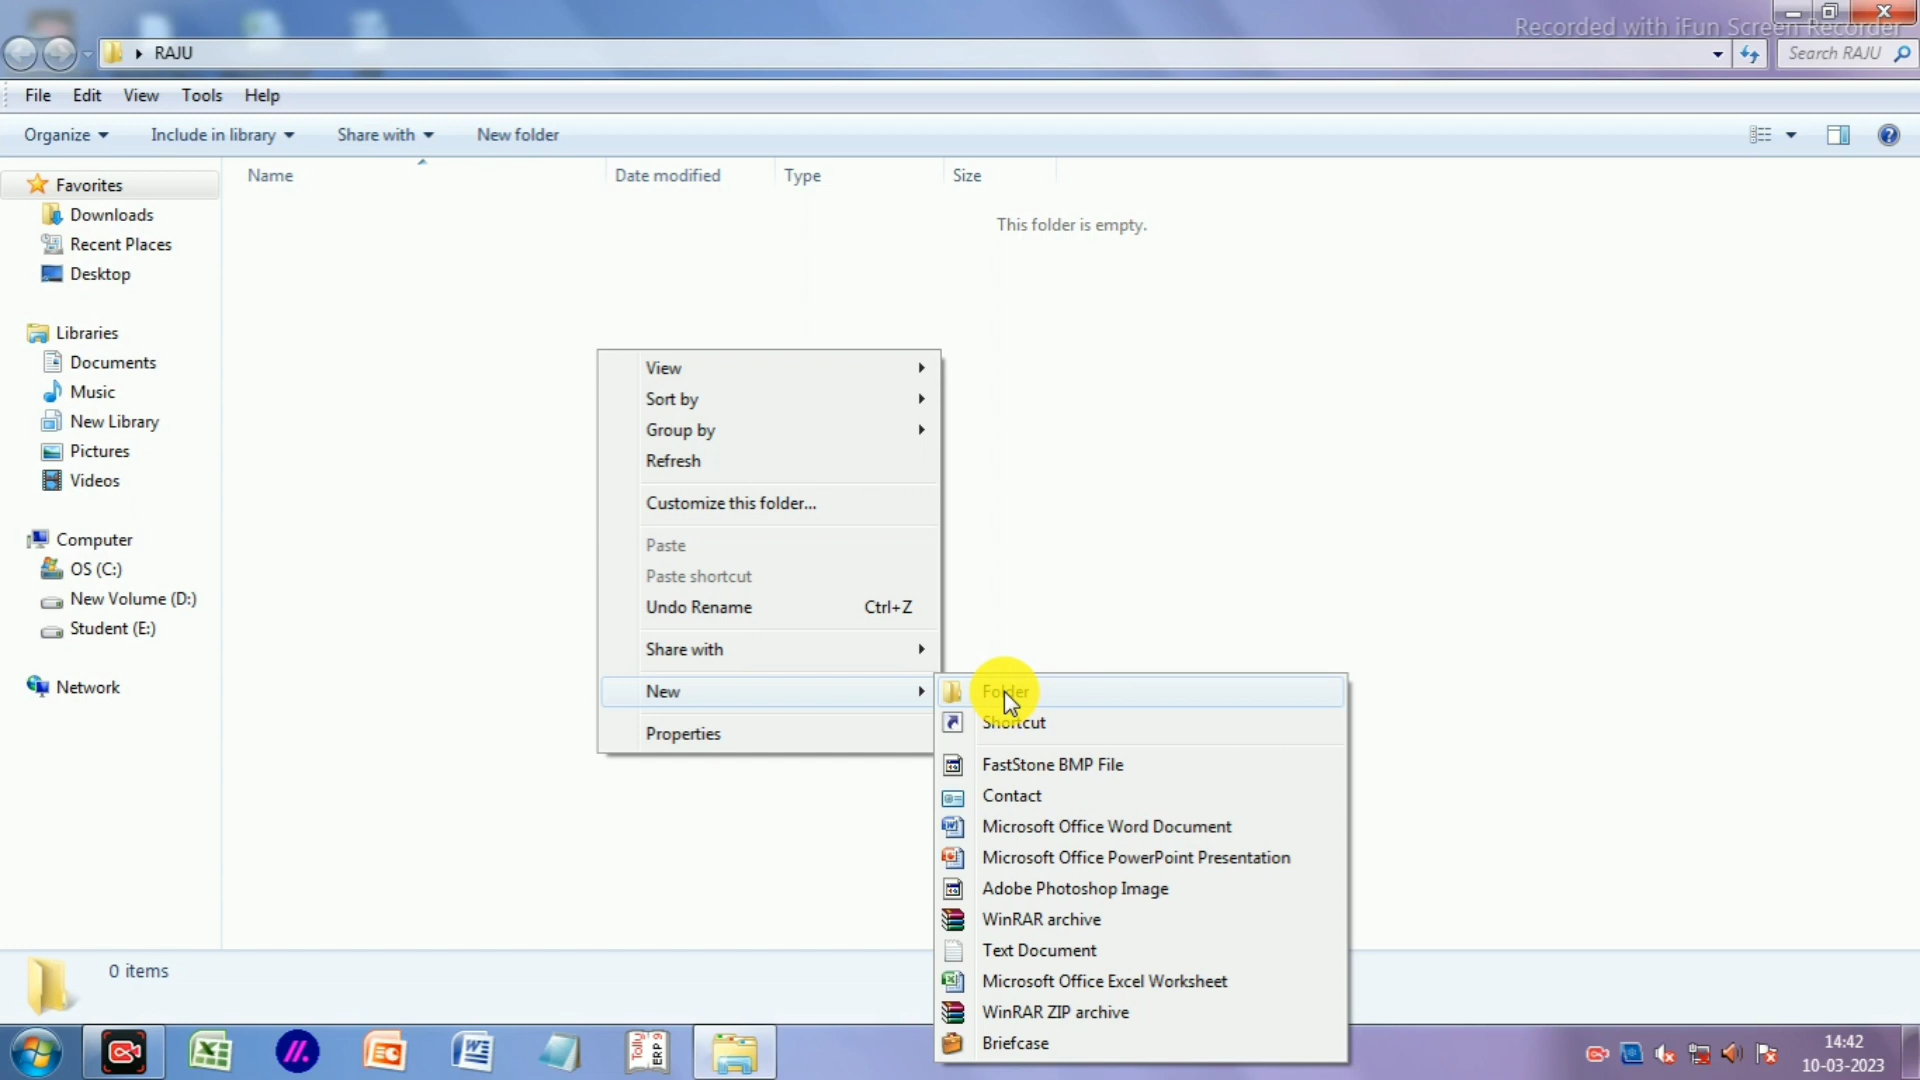 Recorded with iFun Screen Recorder
RAJU
Search RAJU
File Edit View Tools Help
Organize Include in library Share with New folder
Name Date modified Type Size
This folder is empty.
Favorites
Downloads
Recent Places
Desktop
Libraries
Documents
Music
New Library
Pictures
Videos
Computer
OS (C:)
New Volume (D:)
Student (E:)
Network
View
Sort by
Group by
Refresh
Customize this folder...
Paste
Paste shortcut
Undo Rename Ctrl+Z
Share with
New
Properties
Folder
Shortcut
FastStone BMP File
Contact
Microsoft Office Word Document
Microsoft Office PowerPoint Presentation
Adobe Photoshop Image
WinRAR archive
Text Document
Microsoft Office Excel Worksheet
WinRAR ZIP archive
Briefcase
0 items
Tally
ERP 9
14:42
10-03-2023